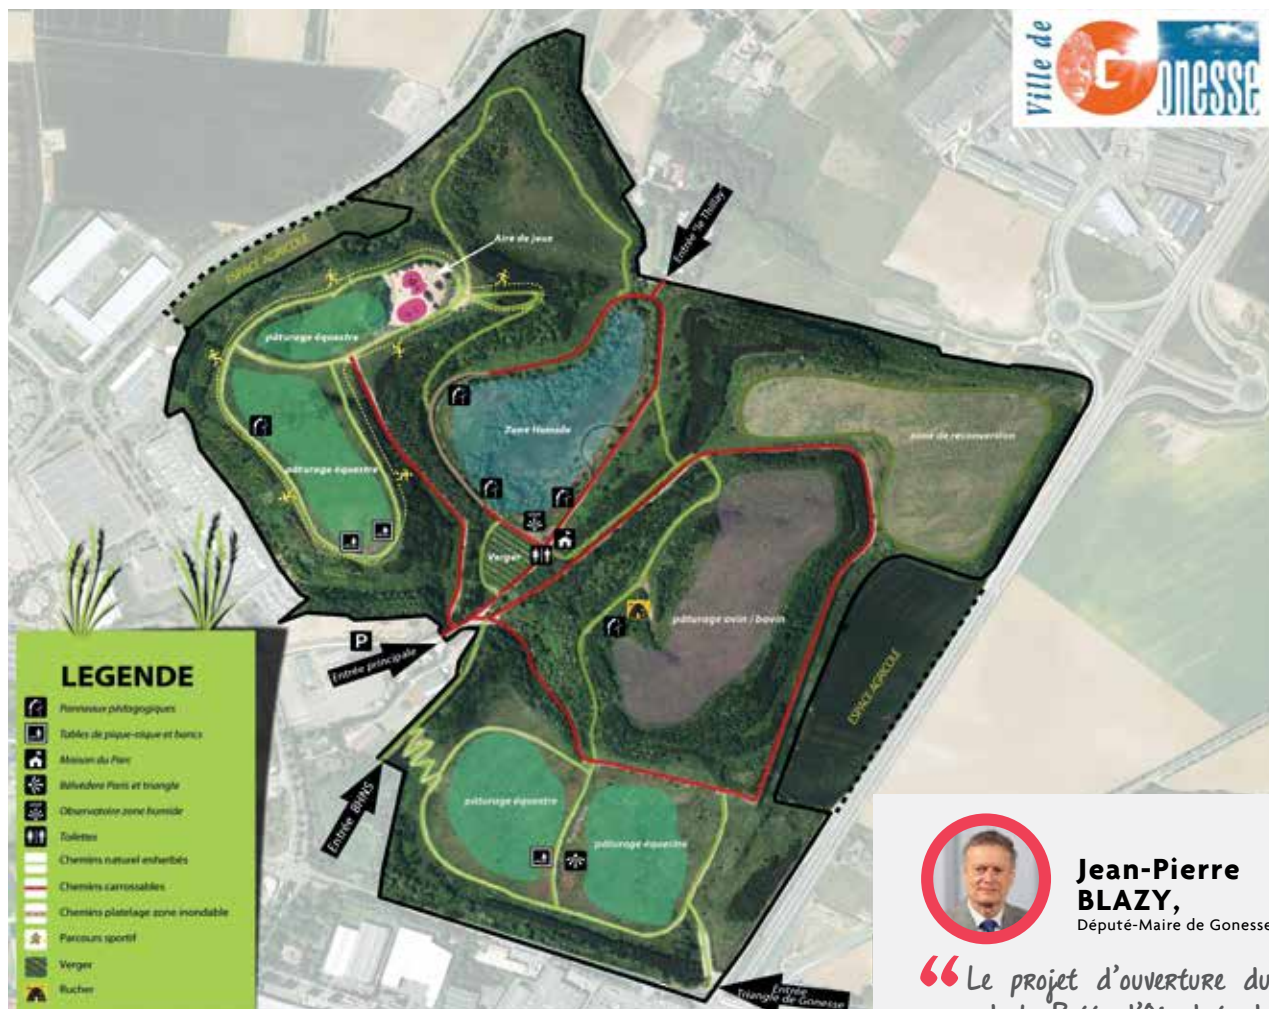 Ville de
Gonesse
Entrée "le Thillay"
Aire de jeux
ESPACE AGRICOLE
pâturage équestre
Zone Humide
zone de reconversion
pâturage équestre
Verger
pâturage ovin / bovin
P
Entrée principale
ESPACE AGRICOLE
Entrée BHNS
pâturage équestre
pâturage équestre
Entrée
Triangle de Gonesse
LEGENDE
Panneaux pédagogiques
Tables de pique-nique et bancs
Maison du Parc
Belvédere Paris et triangle
Observatoire zone humide
Toilettes
Chemins naturel enherbés
Chemins carrossables
Chemins platelage zone inondable
Parcours sportif
Verger
Rucher
Jean-Pierre
BLAZY,
Député-Maire de Gonesse
“ Le projet d'ouverture du